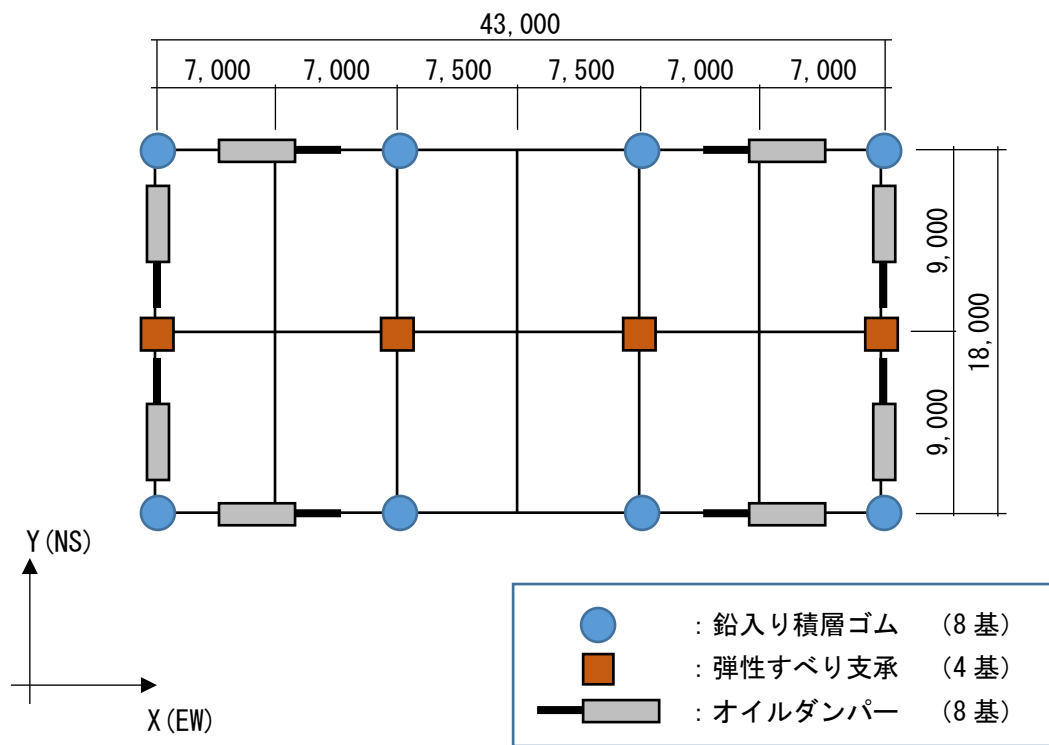 43,000
7,000 7,000 7,500 7,500 7,000 7,000
9,000
18,000
9,000
Y(NS)
X(EW)
：鉛入り積層ゴム （8基）
：弾性すべり支承 （4基）
：オイルダンパー （8基）